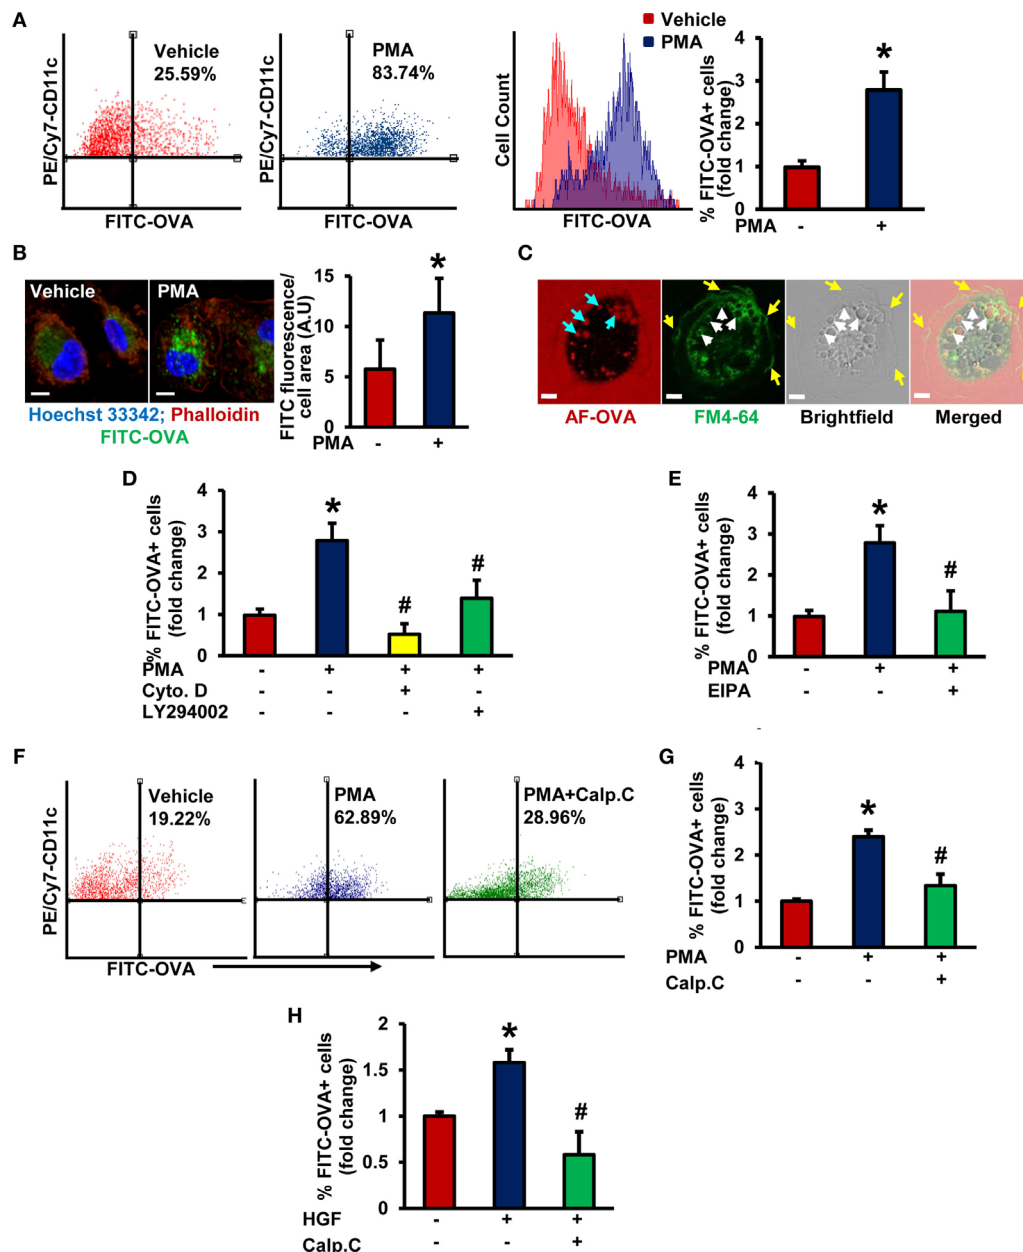 A
PE/Cy7-CD11c
Vehicle
25.59%
FITC-OVA
PE/Cy7-CD11c
PMA
83.74%
FITC-OVA
Vehicle
PMA
Cell Count
FITC-OVA
% FITC-OVA+ cells
(fold change)
4
3
2
1
0
PMA - +
B
Vehicle
PMA
Hoechst 33342; Phalloidin
FITC-OVA
FITC fluorescence/
cell area (A.U)
15
10
5
0
*
PMA - +
C
AF-OVA
FM4-64
Brightfield
Merged
D
% FITC-OVA+ cells
(fold change)
4
3
2
1
0
*
#
#
PMA - + + +
Cyto. D - - + -
LY294002 - - - +
E
% FITC-OVA+ cells
(fold change)
4
3
2
1
0
*
#
PMA - + +
EIPA - - +
F
PE/Cy7-CD11c
Vehicle
19.22%
PMA
62.89%
PMA+Calp.C
28.96%
FITC-OVA
G
% FITC-OVA+ cells
(fold change)
4
3
2
1
0
*
#
PMA - + +
Calp.C - - +
H
% FITC-OVA+ cells
(fold change)
2
1.5
1
0.5
0
*
#
HGF - + +
Calp.C - - +